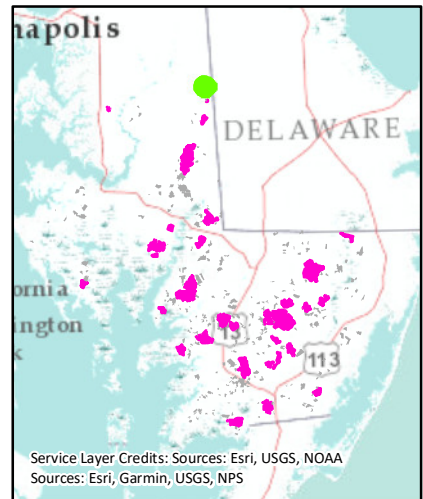 napolis
DELAWARE
ornia
ington
k
13
113
Service Layer Credits: Sources: Esri, USGS, NOAA
Sources: Esri, Garmin, USGS, NPS